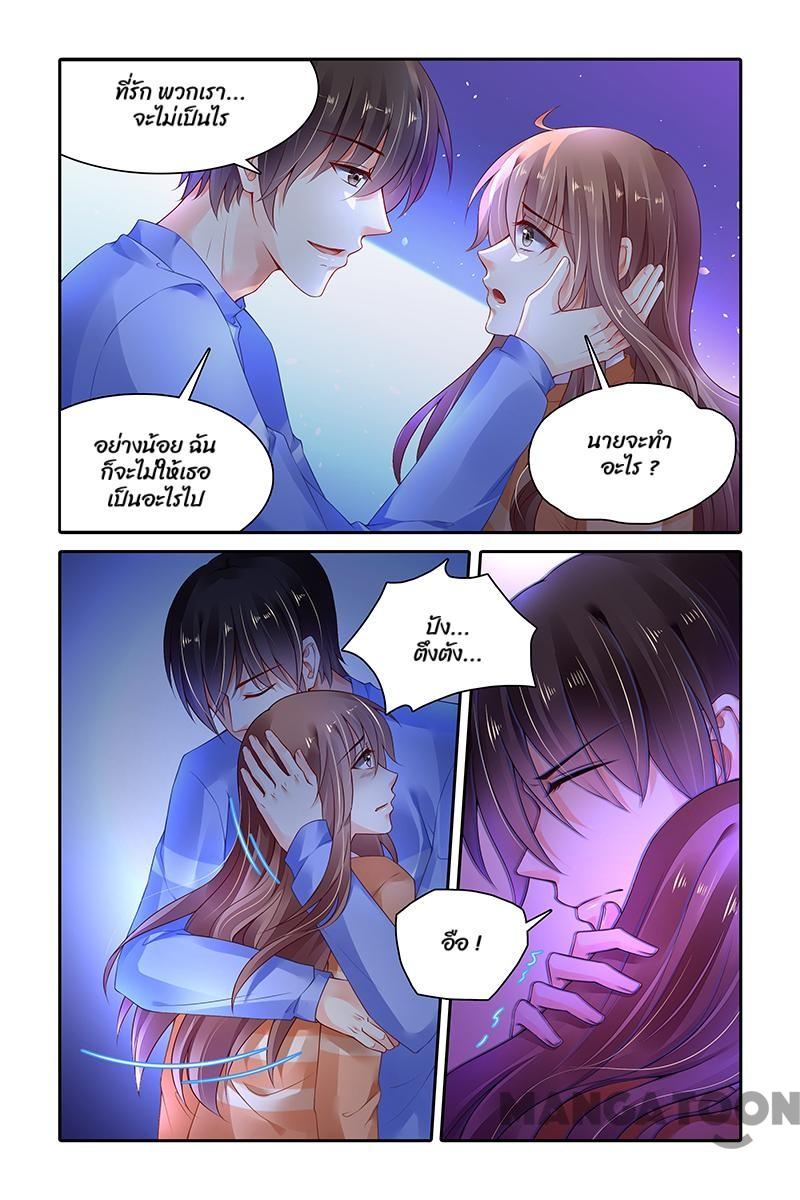 ที่รัก พวกเรา...
จะไม่เป็นไร
อย่างน้อย ฉัน
ก็จะไม่ให้เธอ
เป็นอะไรไป
นายจะทำ
อะไร ?
ปัง...
ตึงตัง...
อือ !
MANGATOON